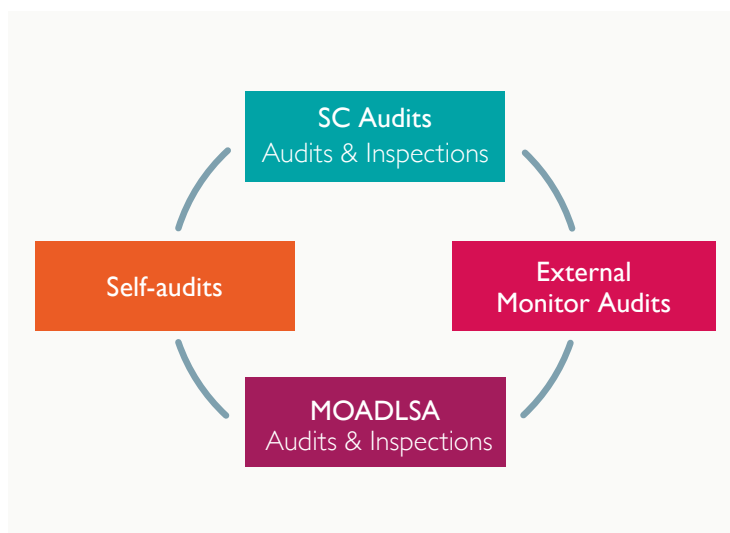 SC Audits
Audits & Inspections
Self-audits
External
Monitor Audits
MOADLSA
Audits & Inspections